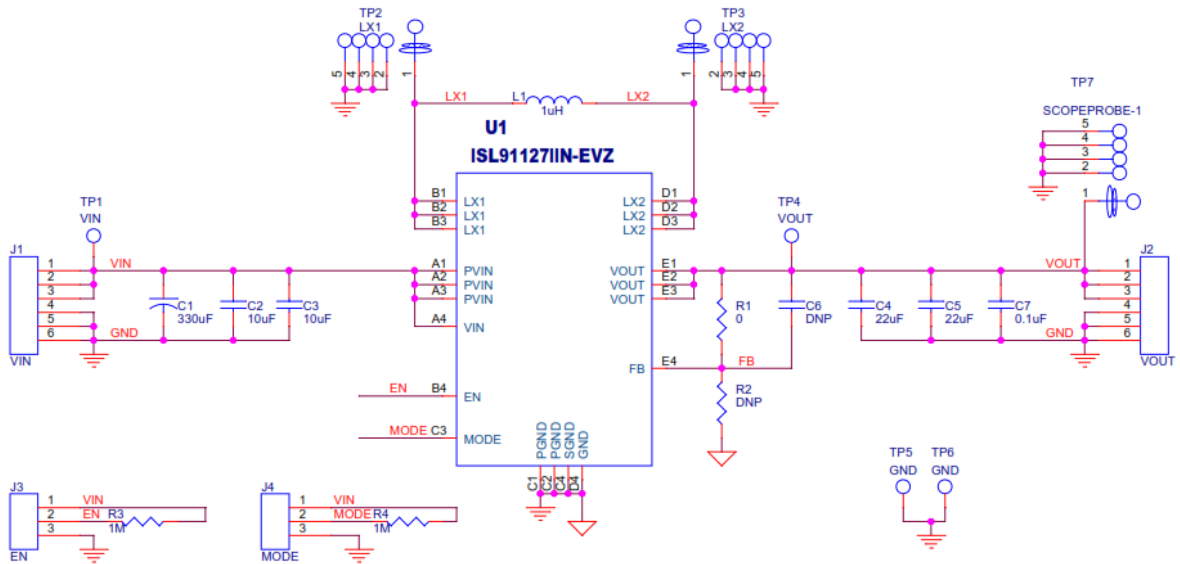 TP2
LX1
TP3
LX2
5 4 3 2
1
1
2 3 4 5
LX1
L1
1uH
LX2
TP7
SCOPEPROBE-1
5
4
3
2
1
U1
ISL91127IIN-EVZ
B1 LX1
B2 LX1
B3 LX1
LX2 D1
LX2 D2
LX2 D3
TP1
VIN
TP4
VOUT
J1
1
2
3
4
5
6
VIN
VIN
GND
C1
330uF
C2
10uF
C3
10uF
A1 PVIN
A2 PVIN
A3 PVIN
A4 VIN
VOUT E1
VOUT E2
VOUT E3
R1
0
C6
DNP
C4
22uF
C5
22uF
C7
0.1uF
VOUT
GND
J2
1
2
3
4
5
6
VOUT
FB E4 FB
R2
DNP
EN B4 EN
MODE C3 MODE
PGND PGND SGND GND
C1 C2 C4 D4
TP5
GND
TP6
GND
J3
1 VIN
2 EN R3
1M
3
EN
J4
1 VIN
2 MODE R4
1M
3
MODE